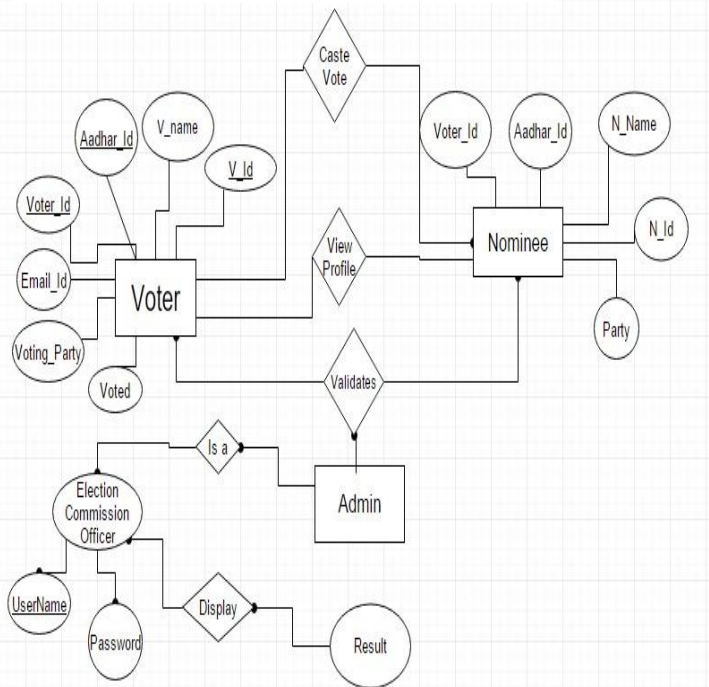 Caste
Vote
Aadhar_Id
V_name
V_Id
Voter_Id
Email_Id
Voting_Party
Voted
Voter
View
Profile
Voter_Id
Aadhar_Id
N_Name
N_Id
Nominee
Party
Validates
Is a
Admin
Election
Commission
Officer
UserName
Password
Display
Result